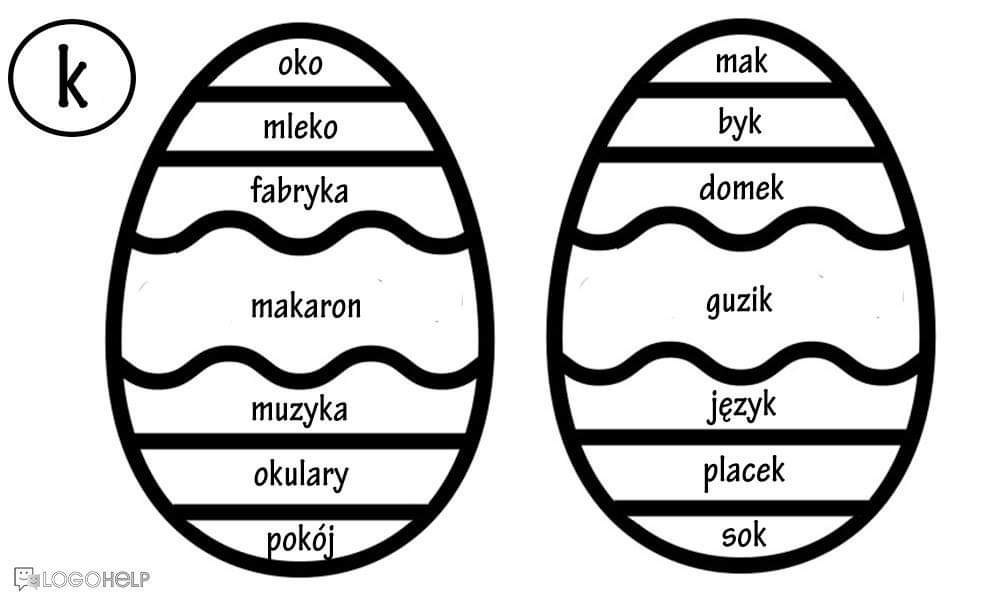 k
oko
mleko
fabryka
makaron
muzyka
okulary
pokój
mak
byk
domek
guzik
język
placek
sok
LOGOHELP